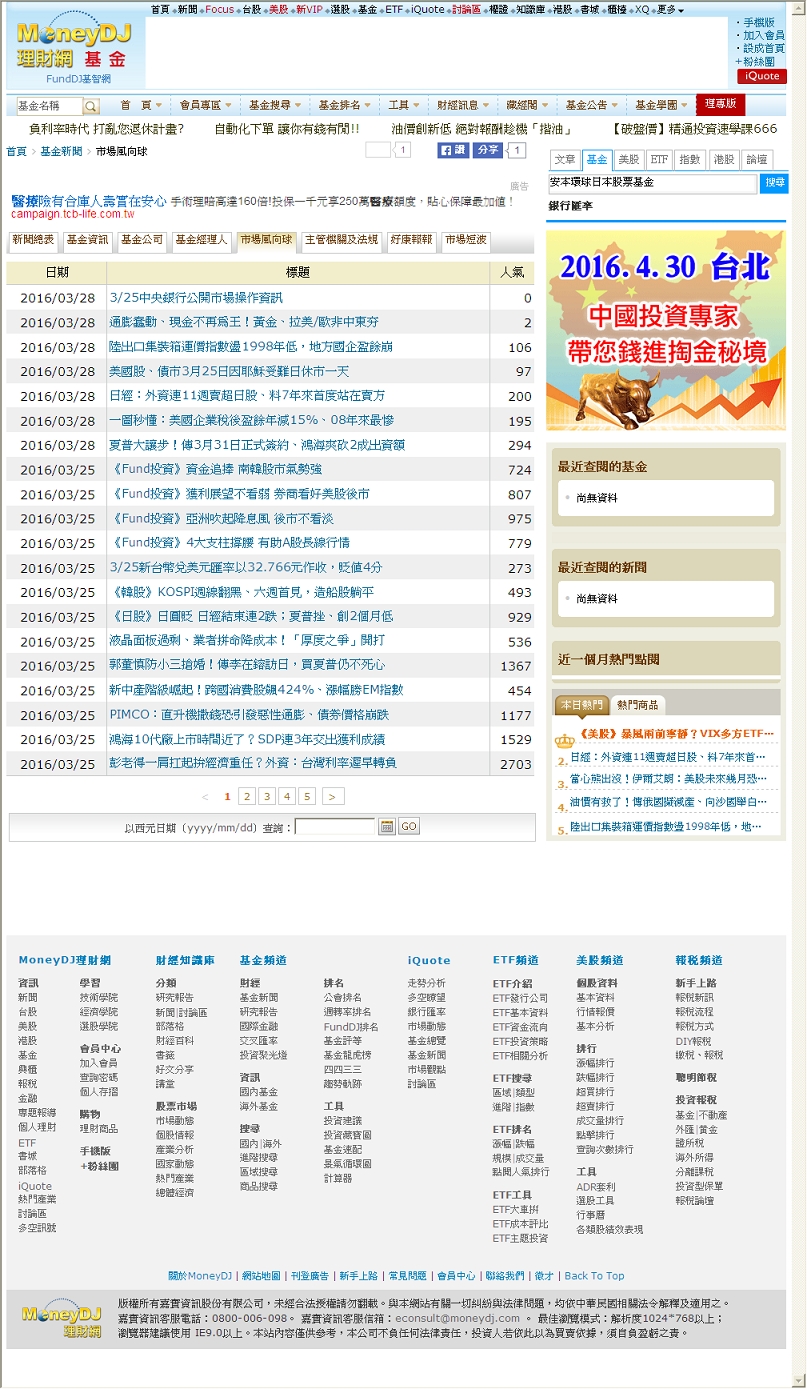 首頁 新聞 Focus 台股 美股 新VIP 選股 基金 ETF iQuote 討論區 權證 知識庫 港股 書城 櫃檯 XQ 更多
MoneyDJ
理財網 基金
FundDJ基智網
・手機版
・加入會員
・設成首頁
+粉絲團
iQuote
基金名稱 首 頁 會員專區 基金搜尋 基金排名 工具 財經訊息 藏經閣 基金公告 基金學園 理專版
負利率時代 打亂您退休計畫? 自動化下單 讓你有錢有閒!! 油價創新低 絕對報酬趁機「揩油」 【破盤價】精通投資速學課666
首頁 > 基金新聞 > 市場風向球
1 讚 分享 1
文章 基金 美股 ETF 指數 港股 論壇
安本環球日本股票基金 搜尋
銀行匯率
廣告
醫療險有合庫人壽實在安心 手術理賠高達160倍!投保一千元享250萬醫療額度，貼心保障最加值！
campaign.tcb-life.com.tw
新聞總表 基金資訊 基金公司 基金經理人 市場風向球 主管機關及法規 好康報報 市場短波
日期 標題 人氣
2016/03/28 3/25中央銀行公開市場操作資訊 0
2016/03/28 通膨蠢動、現金不再為王！黃金、拉美/歐非中東夯 2
2016/03/28 陸出口集裝箱運價指數盪1998年低，地方國企盈餘崩 106
2016/03/28 美國股、債市3月25日因耶穌受難日休市一天 97
2016/03/28 日經：外資連11週賣超日股、料7年來首度站在賣方 200
2016/03/28 一圖秒懂：美國企業稅後盈餘年減15%、08年來最慘 195
2016/03/28 夏普大讓步！傳3月31日正式簽約、鴻海夾砍2成出資額 294
2016/03/25 《Fund投資》資金追捧 南韓股市氣勢強 724
2016/03/25 《Fund投資》獲利展望不看弱 券商看好美股後市 807
2016/03/25 《Fund投資》亞洲吹起降息風 後市不看淡 975
2016/03/25 《Fund投資》4大支柱撐腰 有助A股長線行情 779
2016/03/25 3/25新台幣兌美元匯率以32.766元作收，貶值4分 273
2016/03/25 《韓股》KOSPI週線翻黑、六週首見，造船股躺平 493
2016/03/25 《日股》日圓貶 日經結束連2跌；夏普挫、創2個月低 929
2016/03/25 液晶面板過剩、業者拚命降成本！「厚度之爭」開打 536
2016/03/25 郭董慎防小三搶婚！傳李在鎔訪日，買夏普仍不死心 1367
2016/03/25 新中產階級崛起！跨國消費股飆424%、漲幅勝EM指數 454
2016/03/25 PIMCO：直升機撒錢恐引發惡性通膨、債券價格崩跌 1177
2016/03/25 鴻海10代廠上市時間近了？SDP連3年交出獲利成績 1529
2016/03/25 彭老得一肩扛起拚經濟重任？外資：台灣利率還早轉負 2703
< 1 2 3 4 5 >
以西元日期 (yyyy/mm/dd) 查詢： GO
2016.4.30 台北
中國投資專家
帶您錢進掏金秘境
最近查閱的基金
尚無資料
最近查閱的新聞
尚無資料
近一個月熱門點閱
本日熱門 熱門商品
《美股》暴風雨前寧靜？VIX多方ETF…
2. 日經：外資連11週賣超日股、料7年來首…
3. 當心熊出沒！伊爾艾朗：美股未來幾月恐…
4. 油價有救了！傳俄國擬減產、向沙國舉白…
5. 陸出口集裝箱運價指數盪1998年低，地…
MoneyDJ理財網 財經知識庫 基金頻道 iQuote ETF頻道 美股頻道 報稅頻道
資訊
新聞
台股
美股
港股
基金
興櫃
報稅
金融
專題報導
個人理財
ETF
書城
部落格
iQuote
熱門產業
討論區
多空訊號
學習
技術學院
經濟學院
選股學院
會員中心
加入會員
查詢密碼
個人存摺
購物
理財商品
手機版
+粉絲團
分類
研究報告
新聞|討論區
部落格
財經百科
書籤
好文分享
講堂
股票市場
市場動態
個股情報
產業分析
國家動態
熱門產業
總體經濟
財經
基金新聞
研究報告
國際金融
交叉匯率
投資聚光燈
資訊
國內基金
海外基金
搜尋
國內|海外
進階搜尋
區域搜尋
商品搜尋
排名
公會排名
週轉率排名
FundDJ排名
基金評等
基金龍虎榜
四四三三
趨勢軌跡
工具
投資建議
投資藏寶圖
基金速配
景氣循環圖
計算器
走勢分析
多空瞭望
銀行匯率
市場動態
基金總覽
基金新聞
市場觀點
討論區
ETF介紹
ETF發行公司
ETF基本資料
ETF資金流向
ETF投資策略
ETF相關分析
ETF搜尋
區域|類型
進階|指數
ETF排名
漲幅|跌幅
規模|成交量
點閱人氣排行
ETF工具
ETF大車拚
ETF成本評比
ETF主題投資
個股資料
基本資料
行情報價
基本分析
排行
漲幅排行
跌幅排行
超買排行
超賣排行
成交量排行
點擊排行
查詢次數排行
工具
ADR套利
選股工具
行事曆
各類股績效表現
新手上路
報稅新訊
報稅流程
報稅方式
DIY報稅
繳稅、報稅
聰明節稅
投資報稅
基金|不動產
外匯|黃金
證所稅
海外所得
分離課稅
投資型保單
報稅論壇
關於MoneyDJ | 網站地圖 | 刊登廣告 | 新手上路 | 常見問題 | 會員中心 | 聯絡我們 | 徵才 | Back To Top
MoneyDJ
理財網
版權所有嘉實資訊股份有限公司，未經合法授權請勿翻載。與本網站有關一切糾紛與法律問題，均依中華民國相關法令解釋及適用之。
嘉實資訊客服電話：0800-006-098。 嘉實資訊客服信箱：econsult@moneydj.com 。 最佳瀏覽模式：解析度1024*768以上；
瀏覽器建議使用 IE9.0以上。本站內容僅供參考，本公司不負任何法律責任，投資人若依此以為買賣依據，須自負盈虧之責。